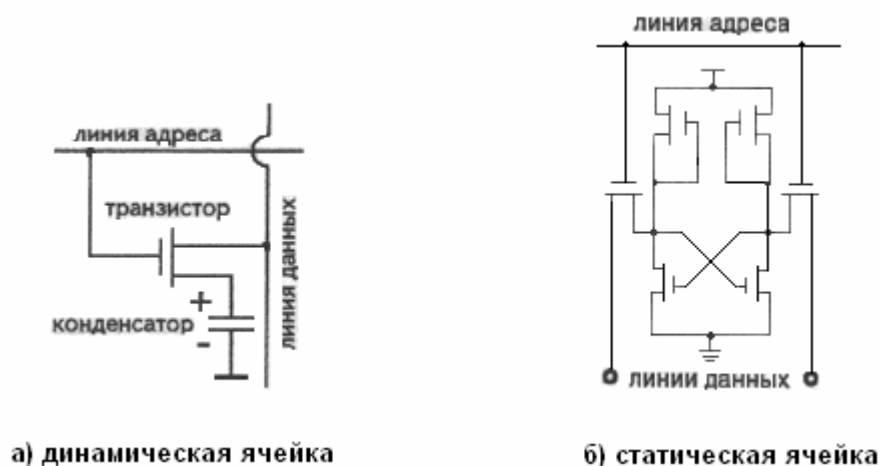 линия адреса
транзистор
линия данных
+
конденсатор
-
а) динамическая ячейка
линия адреса
линии данных
б) статическая ячейка